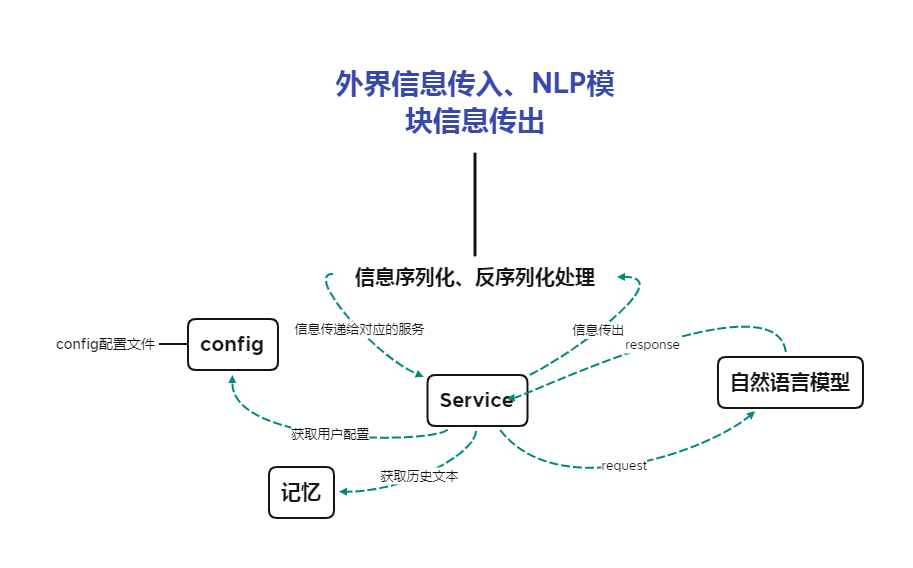 外界信息传入、NLP模
块信息传出
信息序列化、反序列化处理
信息传递给对应的服务
信息传出
config配置文件
config
response
自然语言模型
Service
获取用户配置
request
获取历史文本
记忆